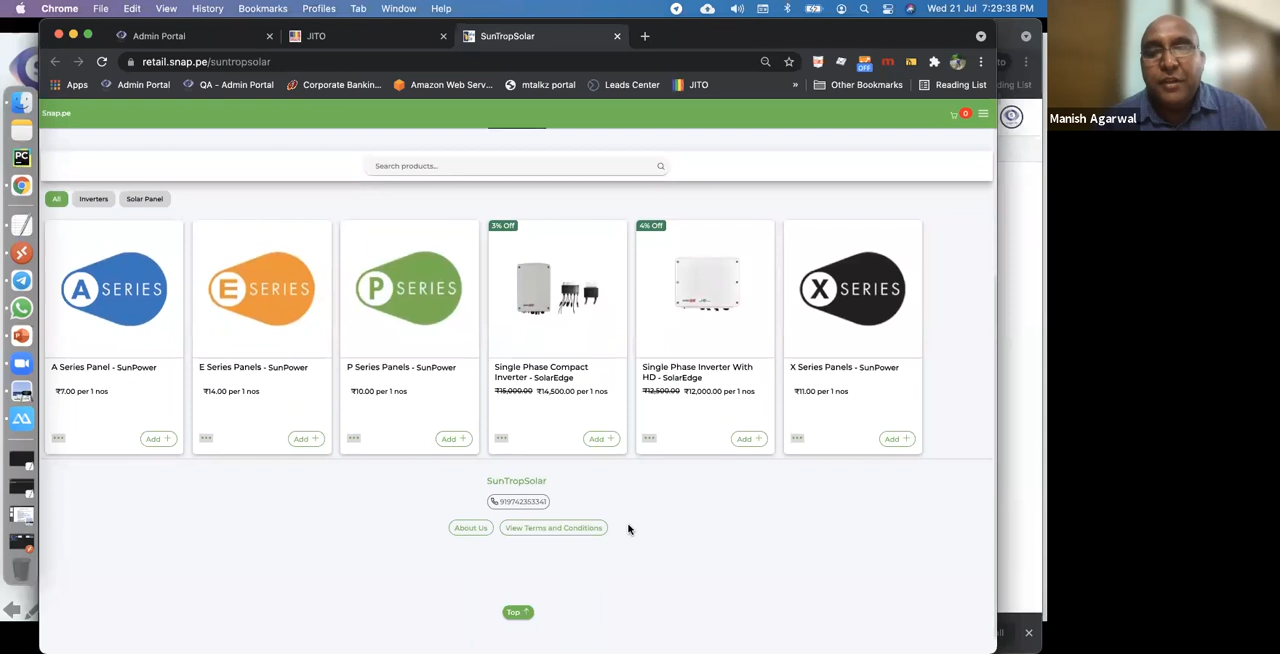 Chrome File Edit View History Bookmarks Profiles Tab Window Help Wed 21 Jul 7:29:38 PM
Admin Portal JITO SunTropSolar
retail.snap.pe/suntropsolar
OFF
Apps Admin Portal QA - Admin Portal Corporate Bankin... Amazon Web Serv... mtalkz portal Leads Center JITO » Other Bookmarks Reading List
Manish Agarwal
Snap.pe 0
Search products...
All Inverters Solar Panel
3% Off 4% Off
A SERIES E SERIES P SERIES X SERIES
A Series Panel - SunPower
₹7.00 per 1 nos
Add +
E Series Panels - SunPower
₹14.00 per 1 nos
Add +
P Series Panels - SunPower
₹10.00 per 1 nos
Add +
Single Phase Compact
Inverter - SolarEdge
₹15,000.00 ₹14,500.00 per 1 nos
Add +
Single Phase Inverter With
HD - SolarEdge
₹12,500.00 ₹12,000.00 per 1 nos
Add +
X Series Panels - SunPower
₹11.00 per 1 nos
Add +
SunTropSolar
919742353341
About Us View Terms and Conditions
Top ↑